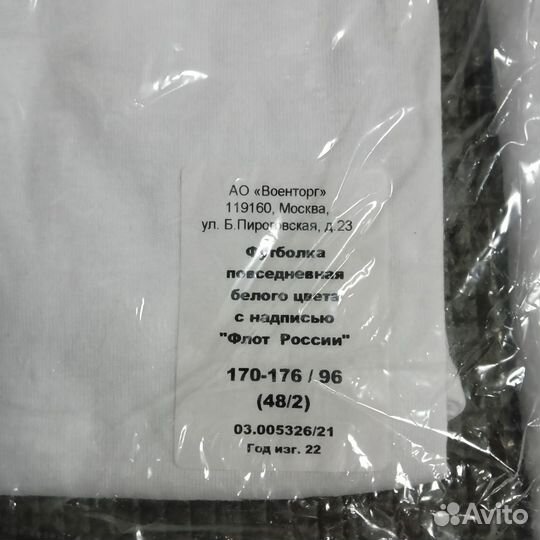 АО «Военторг»
119160, Москва,
ул. Б.Пироговская, д.23
Футболка
повседневная
белого цвета
с надписью
"Флот России"
170-176 / 96
(48/2)
03.005326/21
Год изг. 22
Avito